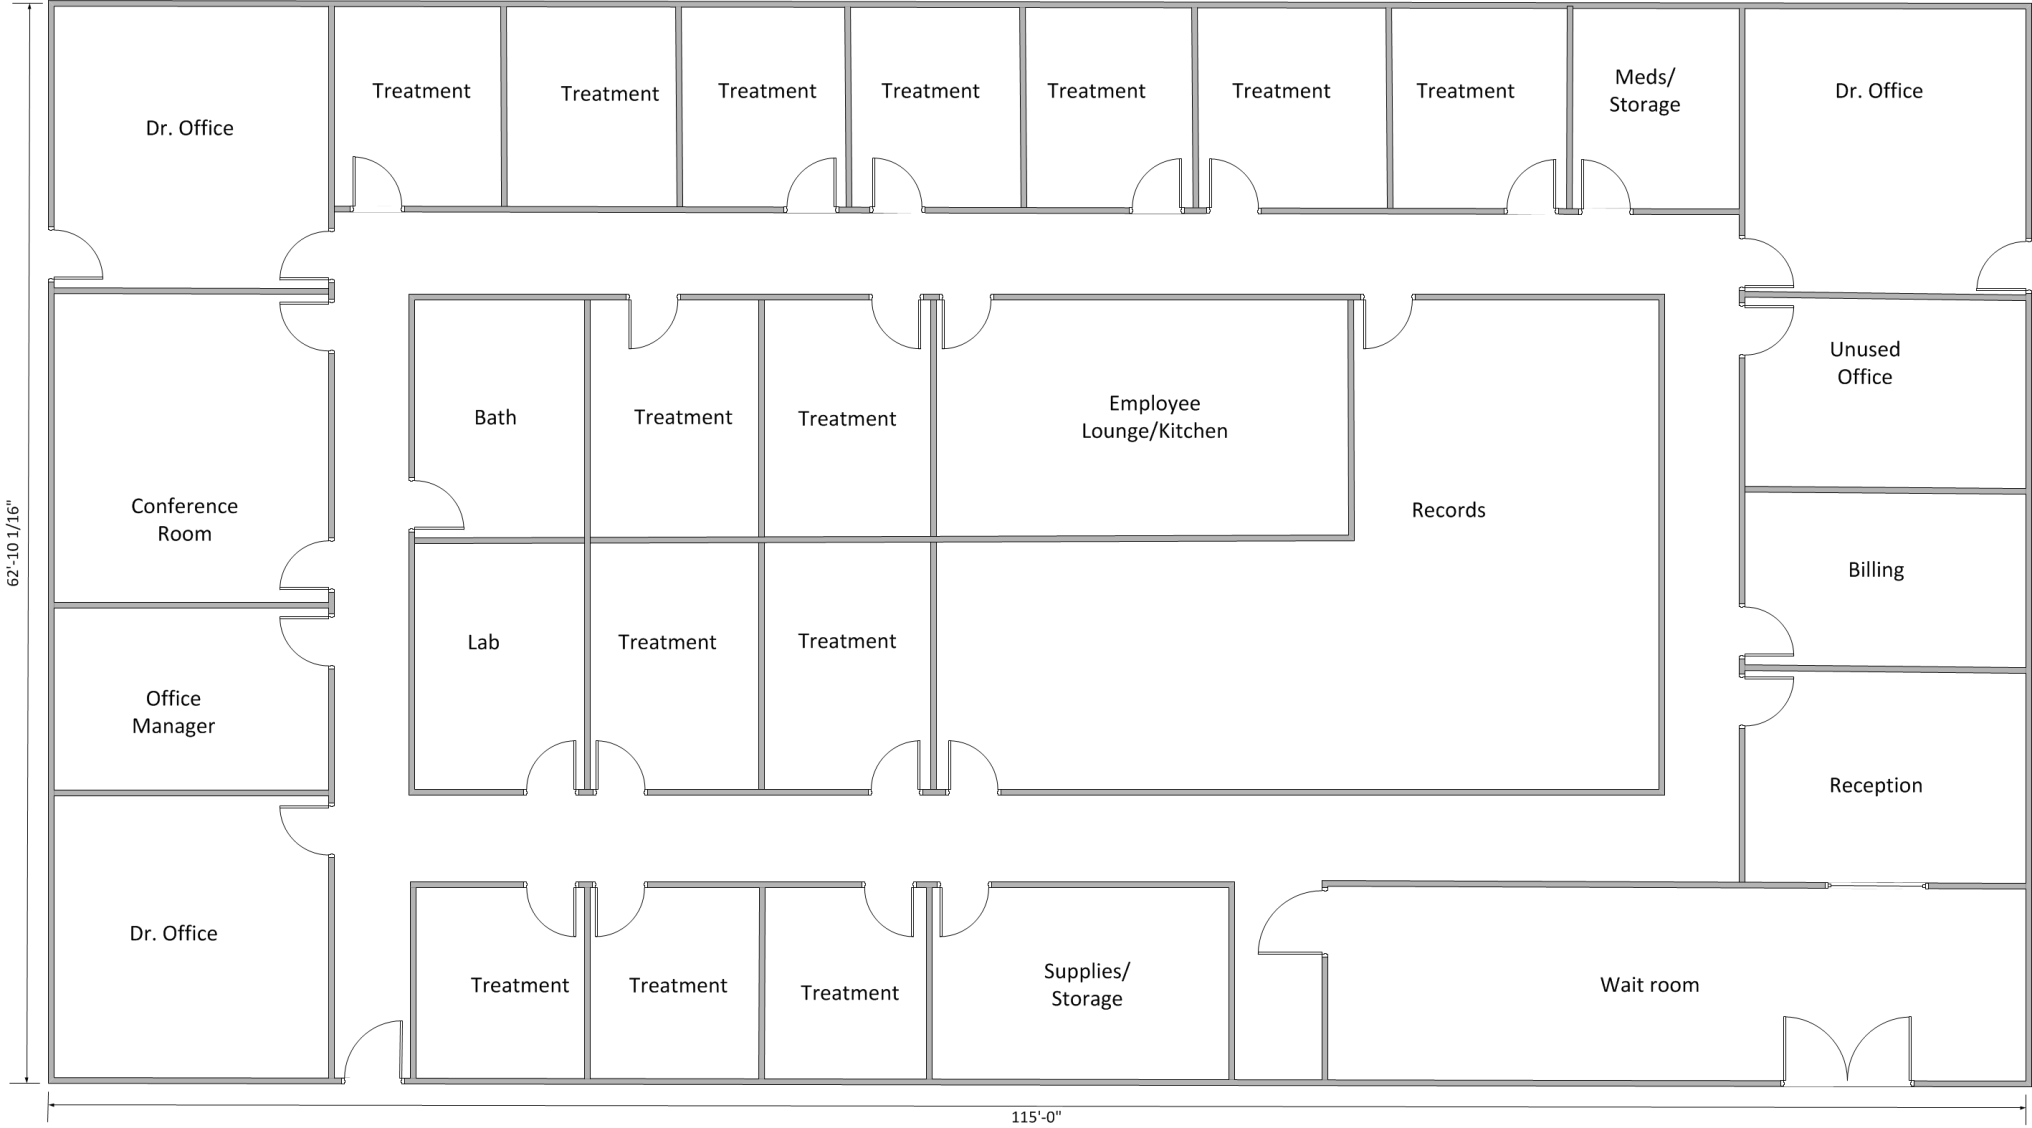 Dr. Office
Treatment
Treatment
Treatment
Treatment
Treatment
Treatment
Treatment
Meds/
Storage
Dr. Office
Bath
Treatment
Treatment
Employee
Lounge/Kitchen
Records
Unused
Office
Conference
Room
Billing
62'-10 1/16"
Lab
Treatment
Treatment
Office
Manager
Reception
Dr. Office
Treatment
Treatment
Treatment
Supplies/
Storage
Wait room
115'-0"